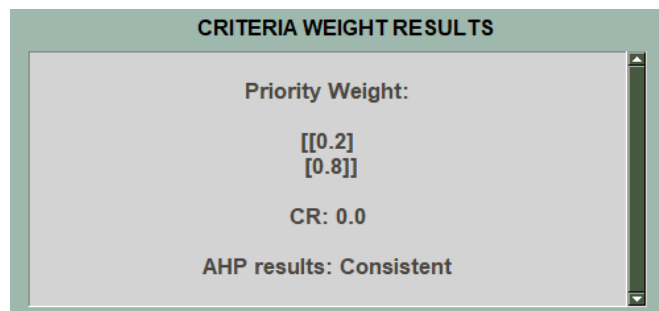 CRITERIA WEIGHT RESULTS
Priority Weight:
[[0.2]
[0.8]]
CR: 0.0
AHP results: Consistent